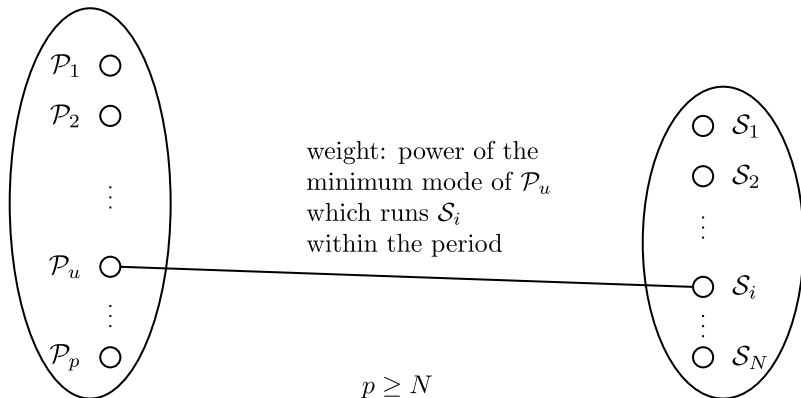 𝒫₁
𝒫₂
⋮
𝒫ᵤ
⋮
𝒫ₚ
weight: power of the
minimum mode of 𝒫ᵤ
which runs 𝒮ᵢ
within the period
p ≥ N
𝒮₁
𝒮₂
⋮
𝒮ᵢ
⋮
𝒮_N